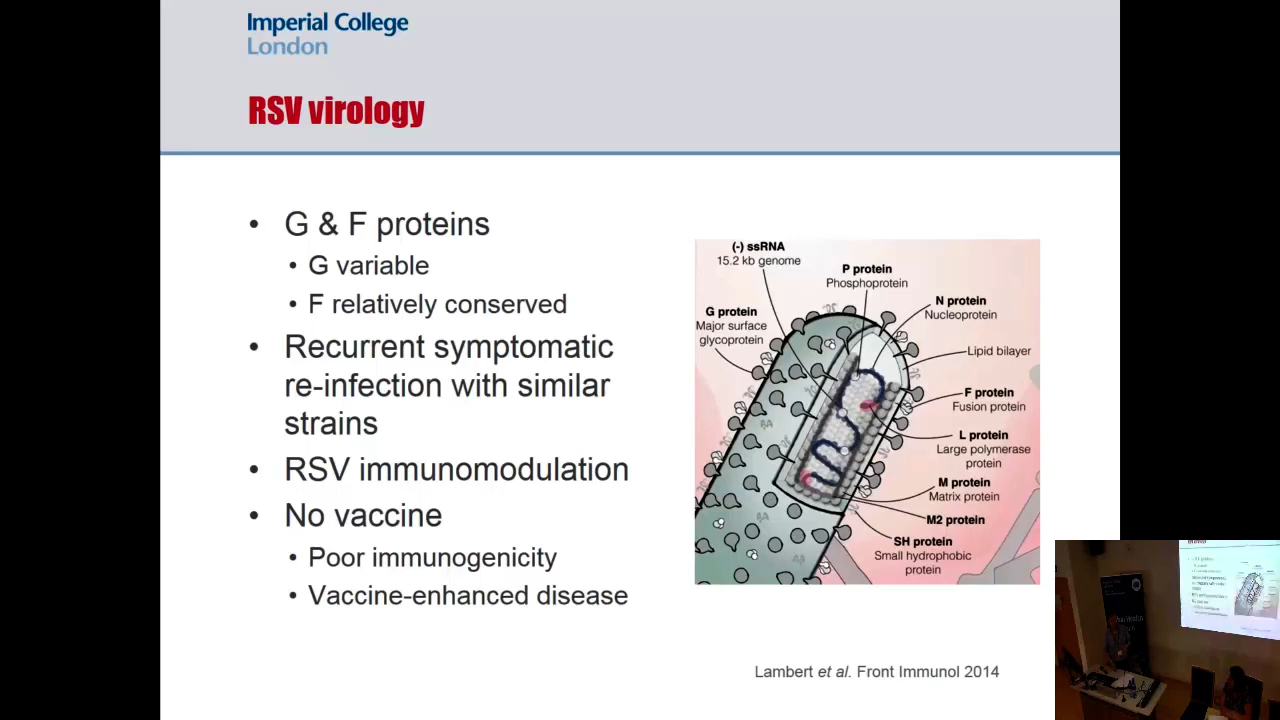 Imperial College
London
RSV virology
• G & F proteins
• G variable
• F relatively conserved
• Recurrent symptomatic
re-infection with similar
strains
• RSV immunomodulation
• No vaccine
• Poor immunogenicity
• Vaccine-enhanced disease
(-) ssRNA
15.2 kb genome
P protein
Phosphoprotein
N protein
Nucleoprotein
G protein
Major surface
glycoprotein
Lipid bilayer
F protein
Fusion protein
L protein
Large polymerase
protein
M protein
Matrix protein
M2 protein
SH protein
Small hydrophobic
protein
Lambert et al. Front Immunol 2014